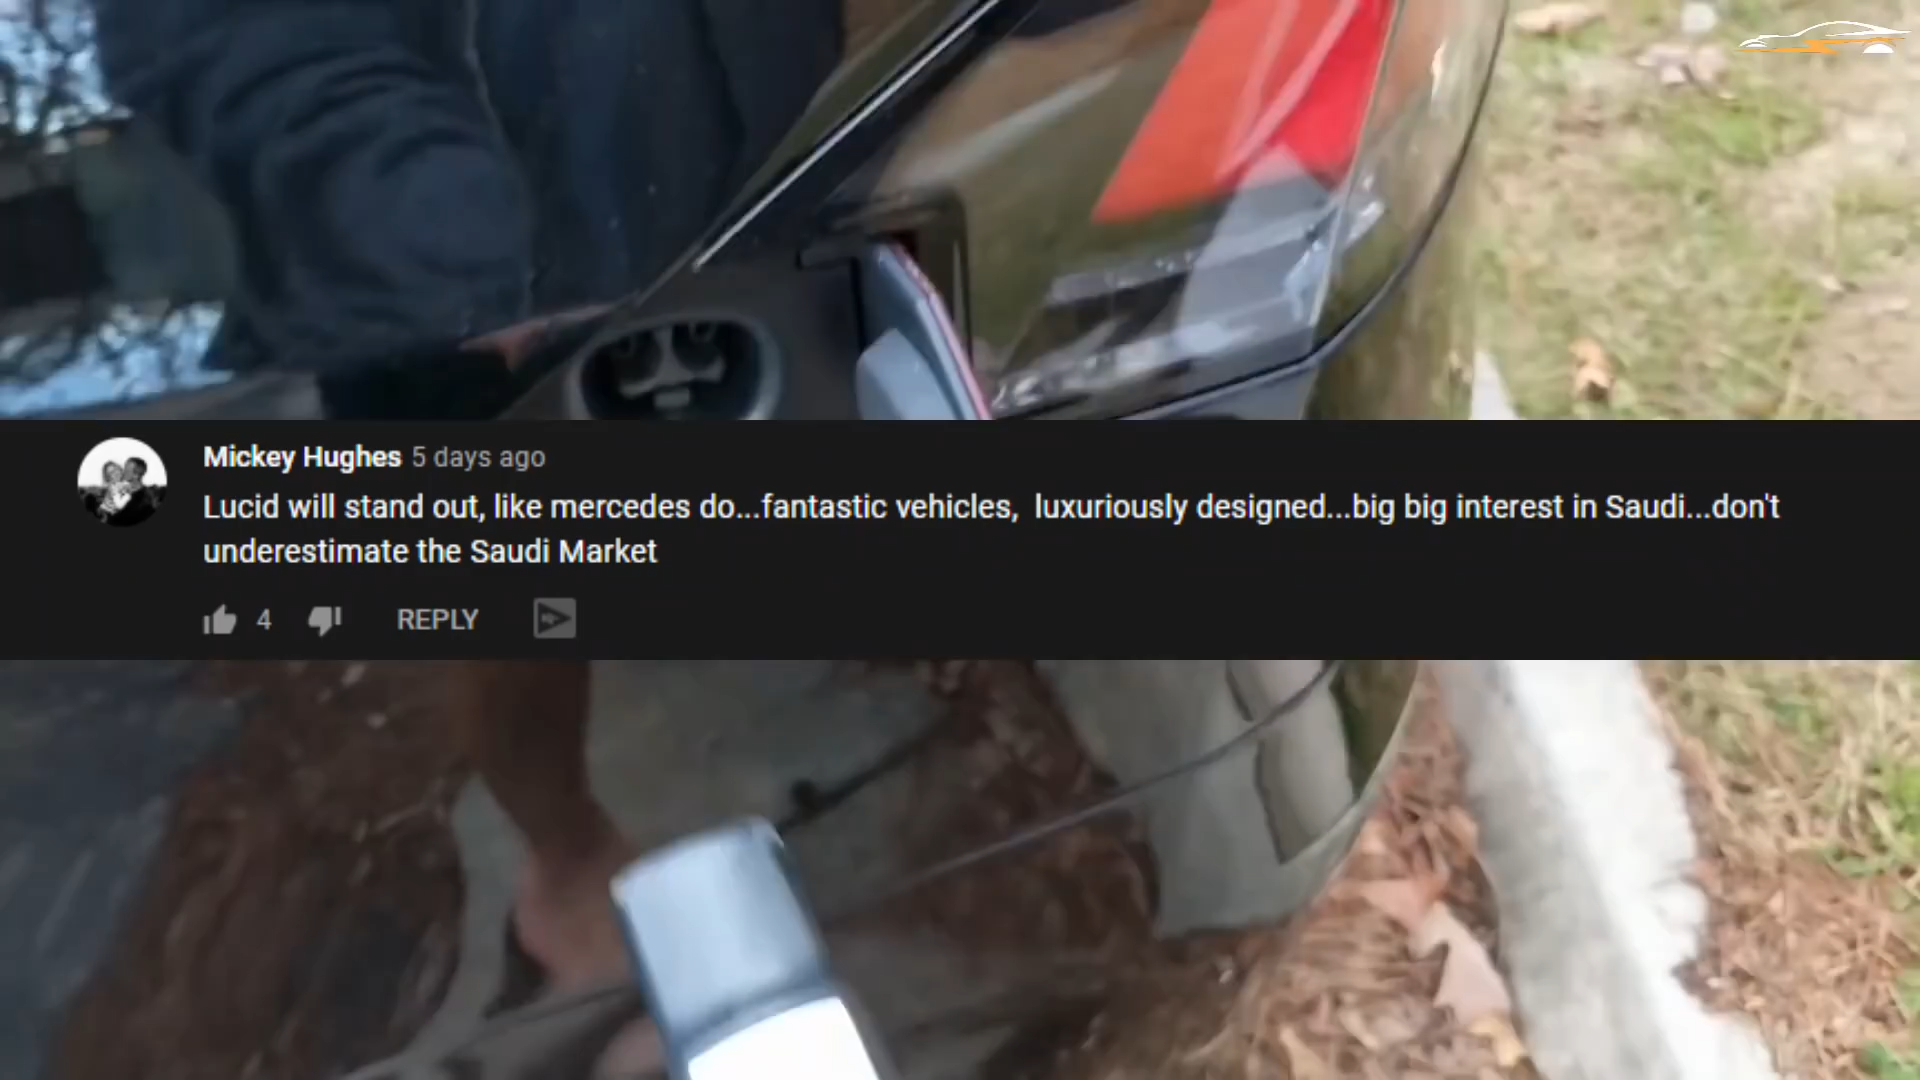 Mickey Hughes 5 days ago
Lucid will stand out, like mercedes do...fantastic vehicles,  luxuriously designed...big big interest in Saudi...don't
underestimate the Saudi Market
4 REPLY